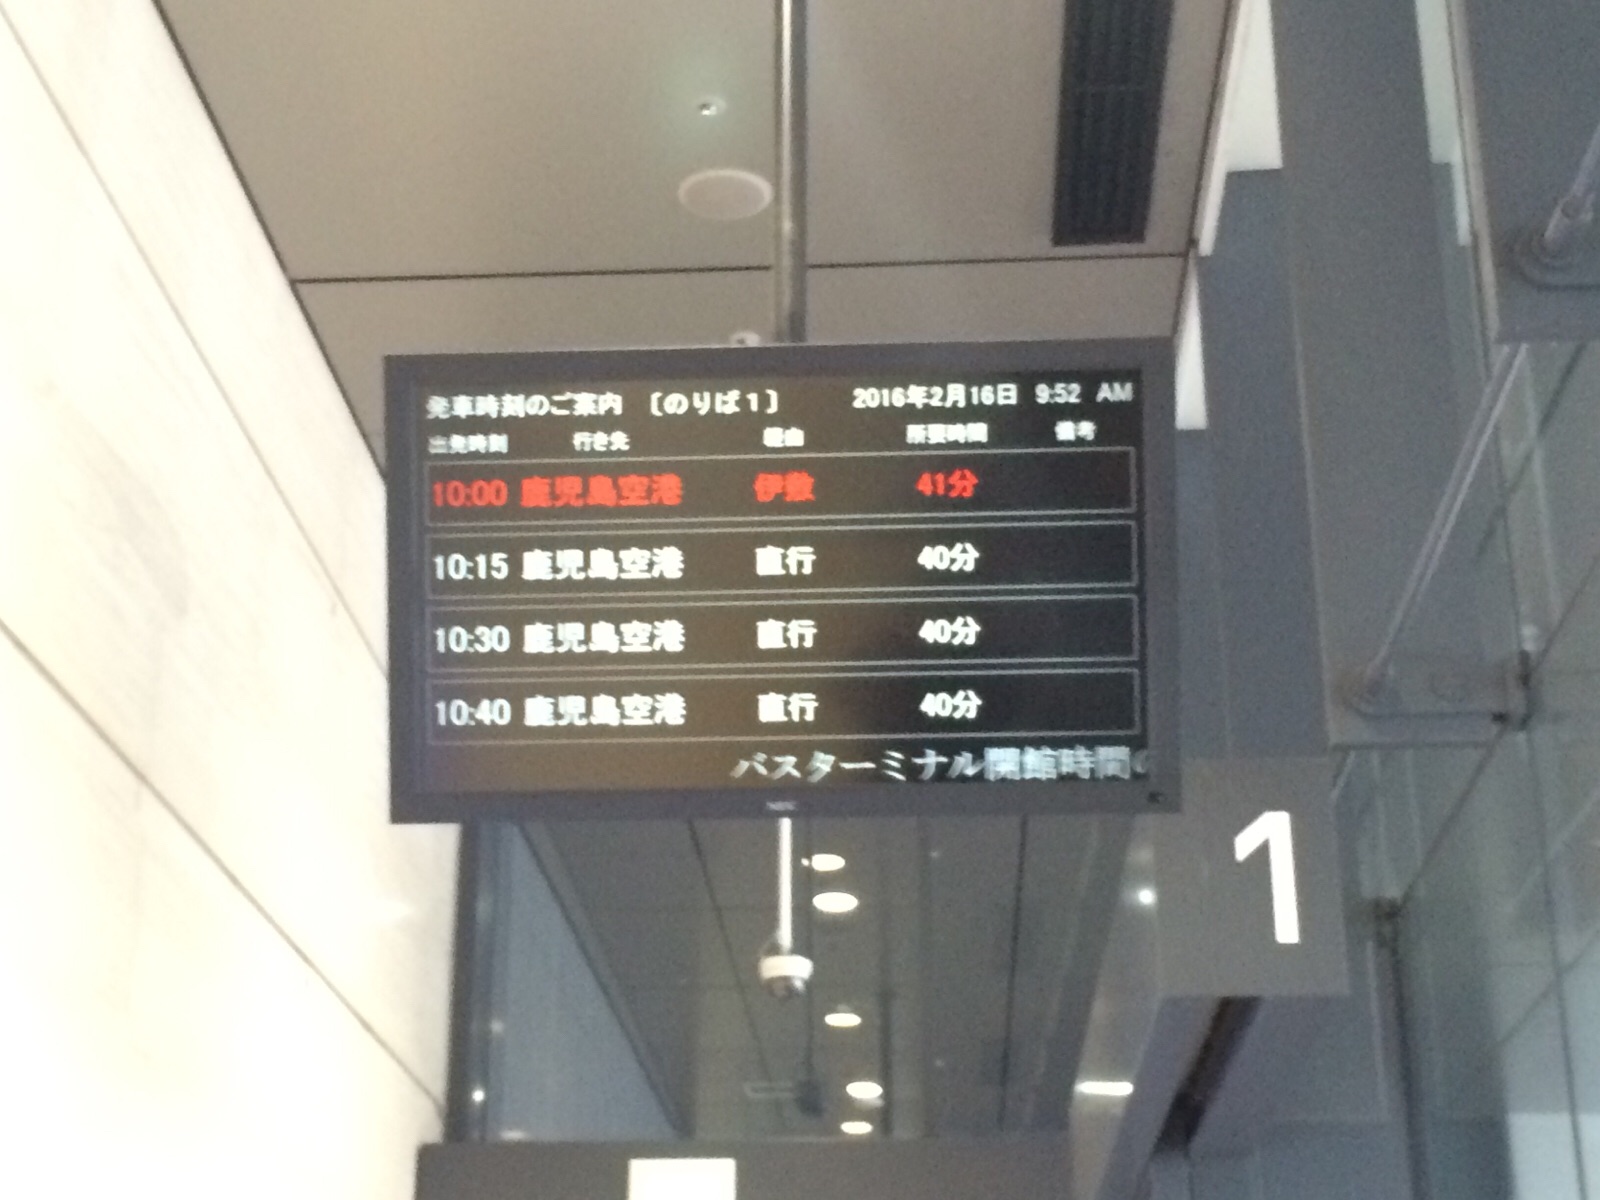 発車時刻のご案内 〔のりば1〕 2016年2月16日 9:52 AM
出発時刻 行き先 経由 所要時間 備考
10:00 鹿児島空港 伊敷 41分
10:15 鹿児島空港 直行 40分
10:30 鹿児島空港 直行 40分
10:40 鹿児島空港 直行 40分
バスターミナル開館時間の
NEC
1